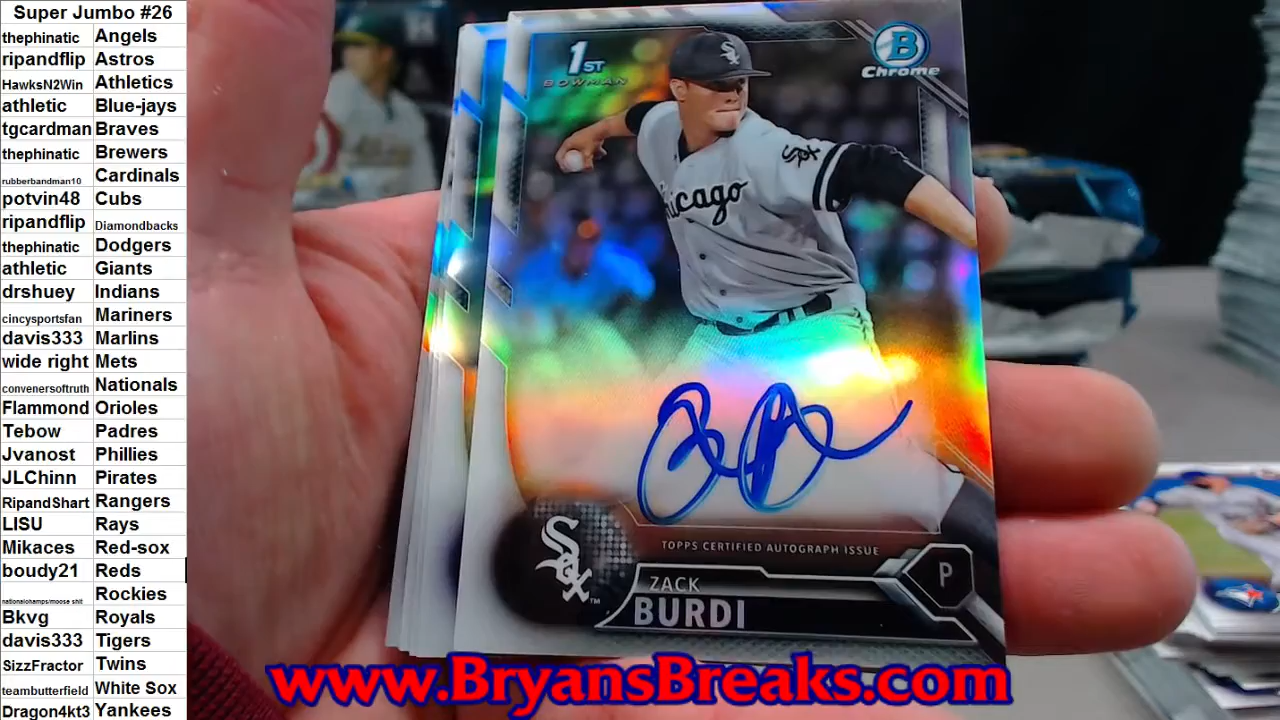 Super Jumbo #26
thephinatic Angels
ripandflip Astros
HawksN2Win Athletics
athletic Blue-jays
tgcardman Braves
thephinatic Brewers
rubberbandman10 Cardinals
potvin48 Cubs
ripandflip Diamondbacks
thephinatic Dodgers
athletic Giants
drshuey Indians
cincysportsfan Mariners
davis333 Marlins
wide right Mets
convenersoftruth Nationals
Flammond Orioles
Tebow Padres
Jvanost Phillies
JLChinn Pirates
RipandShart Rangers
LISU Rays
Mikaces Red-sox
boudy21 Reds
nationalchamps/moose shit Rockies
Bkvg Royals
davis333 Tigers
SizzFractor Twins
teambutterfield White Sox
Dragon4kt3 Yankees
1ST
BOWMAN
B
Chrome
Sox
Sox
Chicago
TOPPS CERTIFIED AUTOGRAPH ISSUE
P
Sox
TM
ZACK
BURDI
www.BryansBreaks.com